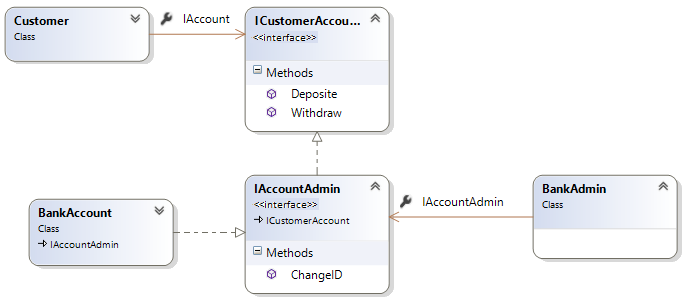 Customer
Class
IAccount
ICustomerAccou...
<<interface>>
Methods
Deposite
Withdraw
BankAccount
Class
IAccountAdmin
IAccountAdmin
<<interface>>
ICustomerAccount
Methods
ChangeID
IAccountAdmin
BankAdmin
Class